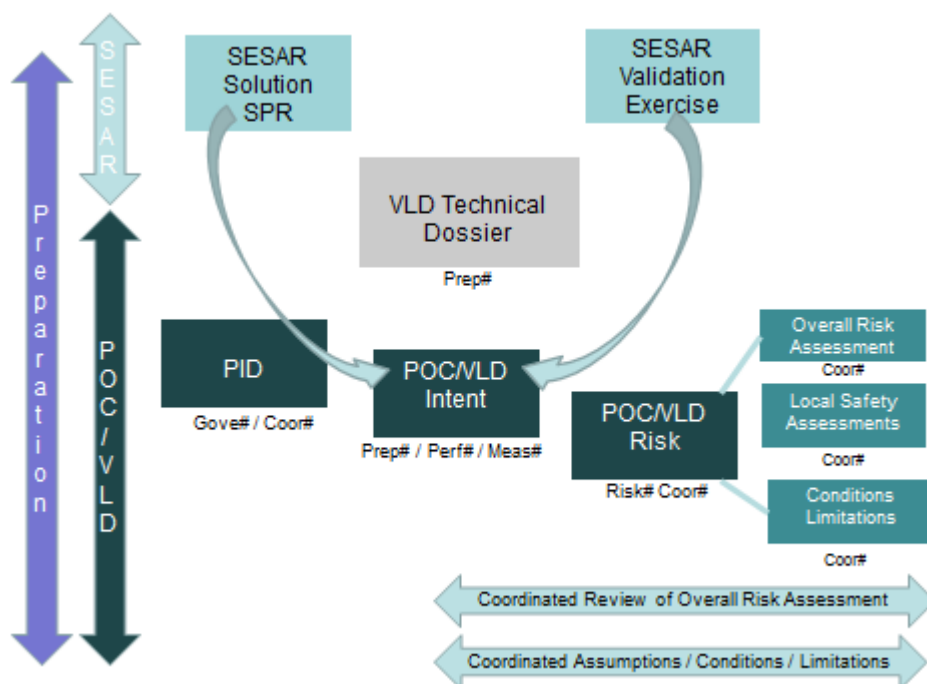 SESAR
Preparation
POC/VLD
SESAR
Solution
SPR
SESAR
Validation
Exercise
VLD Technical
Dossier
Prep#
PID
Gove# / Coor#
POC/VLD
Intent
Prep# / Perf# / Meas#
POC/VLD
Risk
Risk# Coor#
Overall Risk
Assessment
Coor#
Local Safety
Assessments
Coor#
Conditions
Limitations
Coor#
Coordinated Review of Overall Risk Assessment
Coordinated Assumptions / Conditions / Limitations